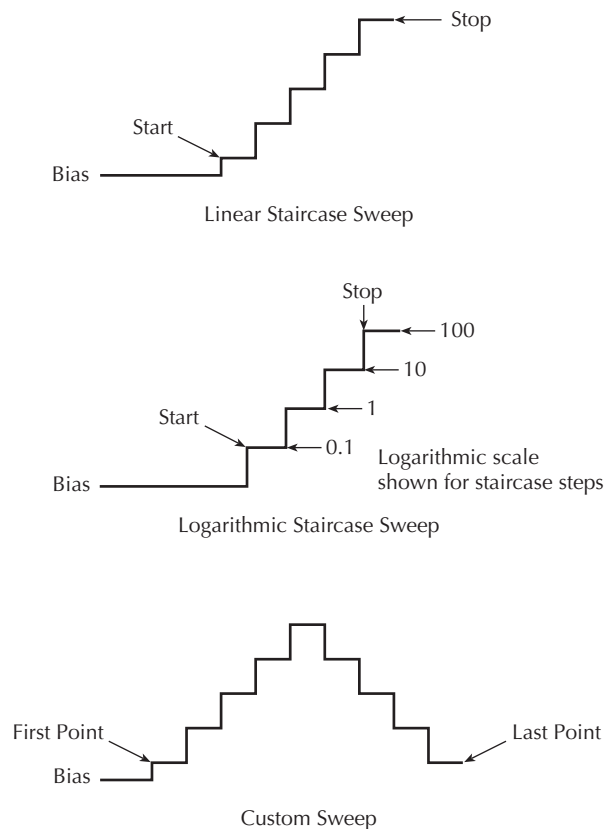 Stop
Start
Bias
Linear Staircase Sweep
Stop
100
10
Start
1
0.1
Logarithmic scale
shown for staircase steps
Bias
Logarithmic Staircase Sweep
First Point
Last Point
Bias
Custom Sweep